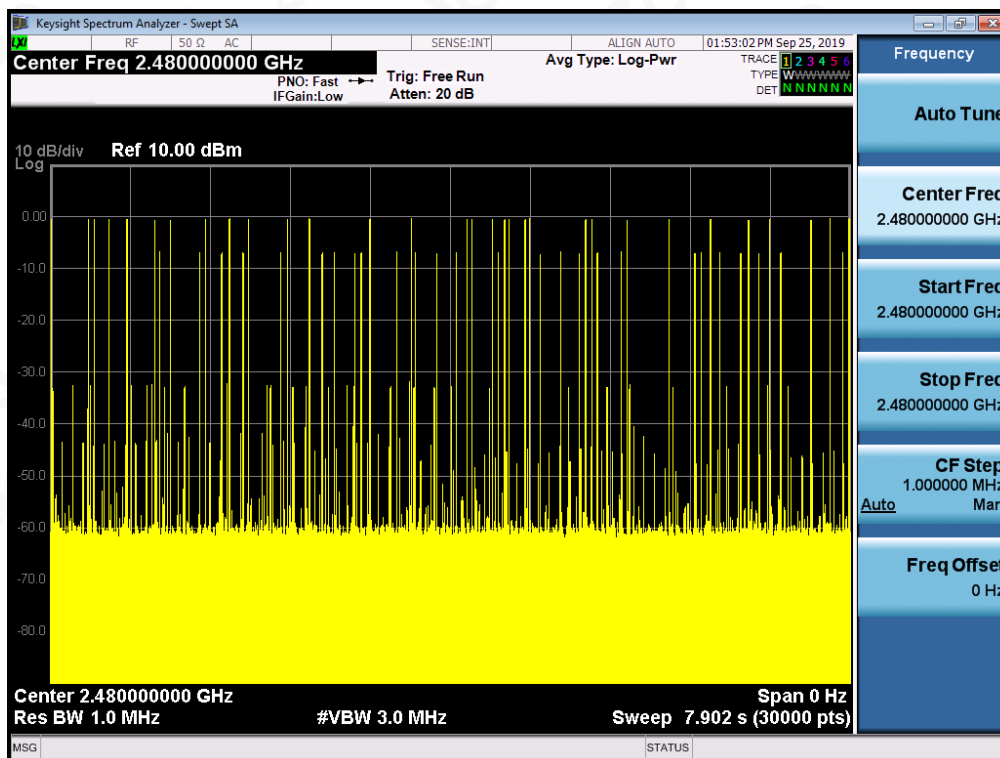 Keysight Spectrum Analyzer - Swept SA
LXI RF 50 Ω AC SENSE:INT ALIGN AUTO 01:53:02 PM Sep 25, 2019
Center Freq 2.480000000 GHz
PNO: Fast
IFGain:Low
Trig: Free Run
Atten: 20 dB
Avg Type: Log-Pwr
TRACE 1 2 3 4 5 6
TYPE WWWWWW
DET N N N N N N
10 dB/div Ref 10.00 dBm
Log
0.00
-10.0
-20.0
-30.0
-40.0
-50.0
-60.0
-70.0
-80.0
Center 2.480000000 GHz Span 0 Hz
Res BW 1.0 MHz #VBW 3.0 MHz Sweep 7.902 s (30000 pts)
MSG STATUS
Frequency
Auto Tune
Center Freq
2.480000000 GHz
Start Freq
2.480000000 GHz
Stop Freq
2.480000000 GHz
CF Step
1.000000 MHz
Auto Man
Freq Offset
0 Hz